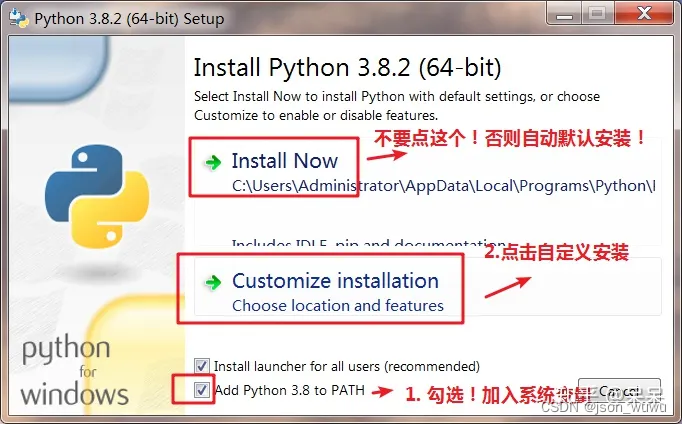 Python 3.8.2 (64-bit) Setup
Install Python 3.8.2 (64-bit)
Select Install Now to install Python with default settings, or choose
Customize to enable or disable features.
不要点这个！否则自动默认安装！
Install Now
C:\Users\Administrator\AppData\Local\Programs\Python\
Includes IDLE, pip and documentation
2.点击自定义安装
Customize installation
Choose location and features
python
for
windows
Install launcher for all users (recommended)
Add Python 3.8 to PATH
1. 勾选！加入系统变量
Cancel
CSDN @json_wuwu